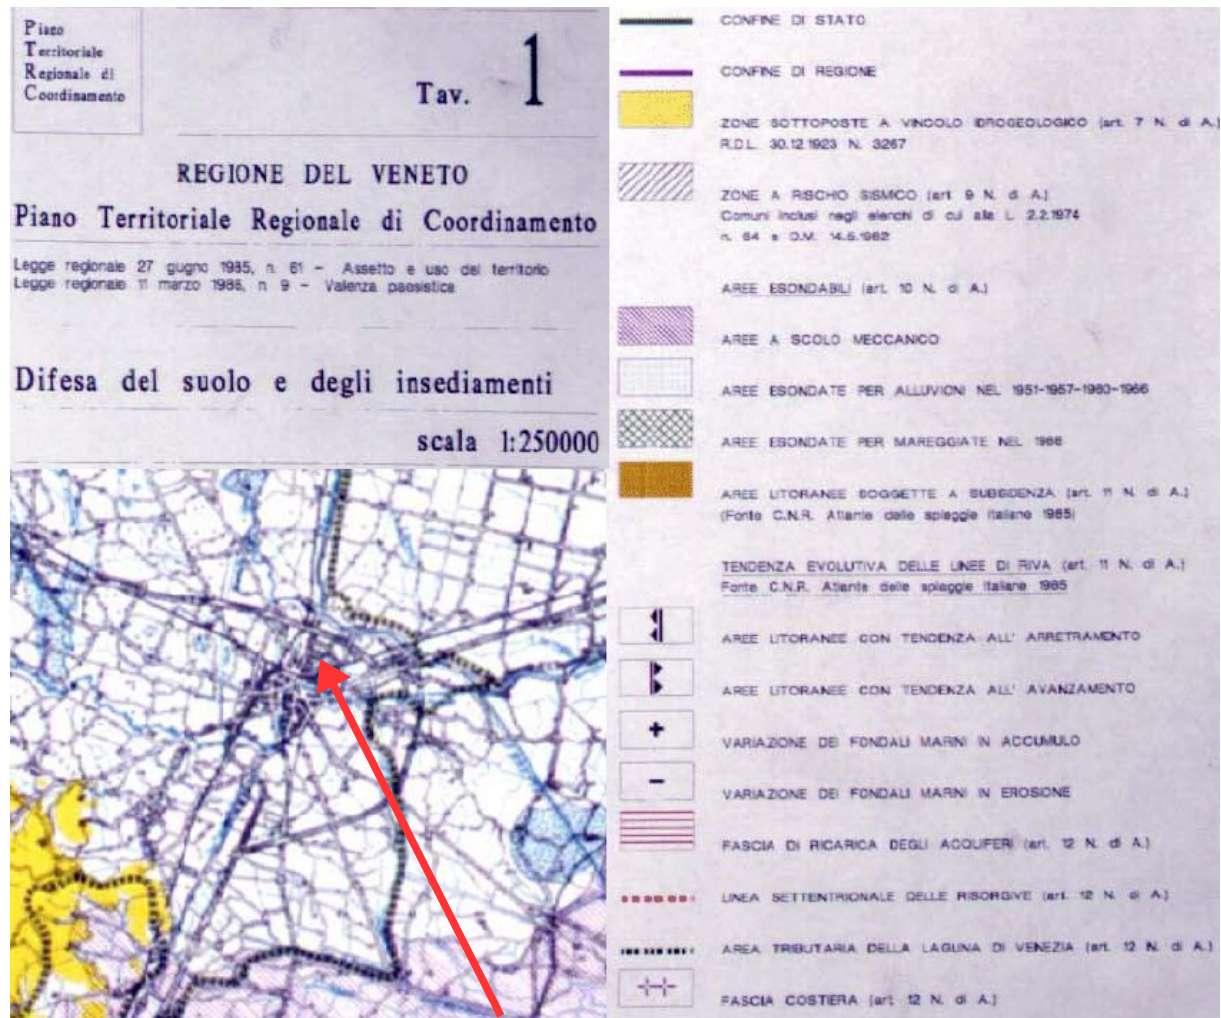 Piano
Territoriale
Regionale di
Coordinamento
Tav. 1
REGIONE DEL VENETO
Piano Territoriale Regionale di Coordinamento
Legge regionale 27 giugno 1985, n. 61 - Assetto e uso del territorio
Legge regionale 11 marzo 1986, n. 9 - Valenza paesistica
Difesa del suolo e degli insediamenti
scala 1:250000
CONFINE DI STATO
CONFINE DI REGIONE
ZONE SOTTOPOSTE A VINCOLO IDROGEOLOGICO (art. 7 N. di A.)
R.D.L. 30.12.1923 N. 3267
ZONE A RISCHIO SISMICO (art. 9 N. di A.)
Comuni inclusi negli elenchi di cui alla L. 2.2.1974
n. 64 e D.M. 14.5.1982
AREE ESONDABILI (art. 10 N. di A.)
AREE A SCOLO MECCANICO
AREE ESONDATE PER ALLUVIONI NEL 1951-1957-1960-1966
AREE ESONDATE PER MAREGGIATE NEL 1966
AREE LITORANEE SOGGETTE A SUBSIDENZA (art. 11 N. di A.)
(Fonte C.N.R. Atlante delle spiaggie Italiane 1985)
TENDENZA EVOLUTIVA DELLE LINEE DI RIVA (art. 11 N. di A.)
Fonte C.N.R. Atlante delle spiaggie Italiane 1985
AREE LITORANEE CON TENDENZA ALL' ARRETRAMENTO
AREE LITORANEE CON TENDENZA ALL' AVANZAMENTO
VARIAZIONE DEI FONDALI MARINI IN ACCUMULO
VARIAZIONE DEI FONDALI MARINI IN EROSIONE
FASCIA DI RICARICA DEGLI ACQUIFERI (art. 12 N. di A.)
LINEA SETTENTRIONALE DELLE RISORGIVE (art. 12 N. di A.)
AREA TRIBUTARIA DELLA LAGUNA DI VENEZIA (art. 12 N. di A.)
FASCIA COSTIERA (art 12 N. di A.)